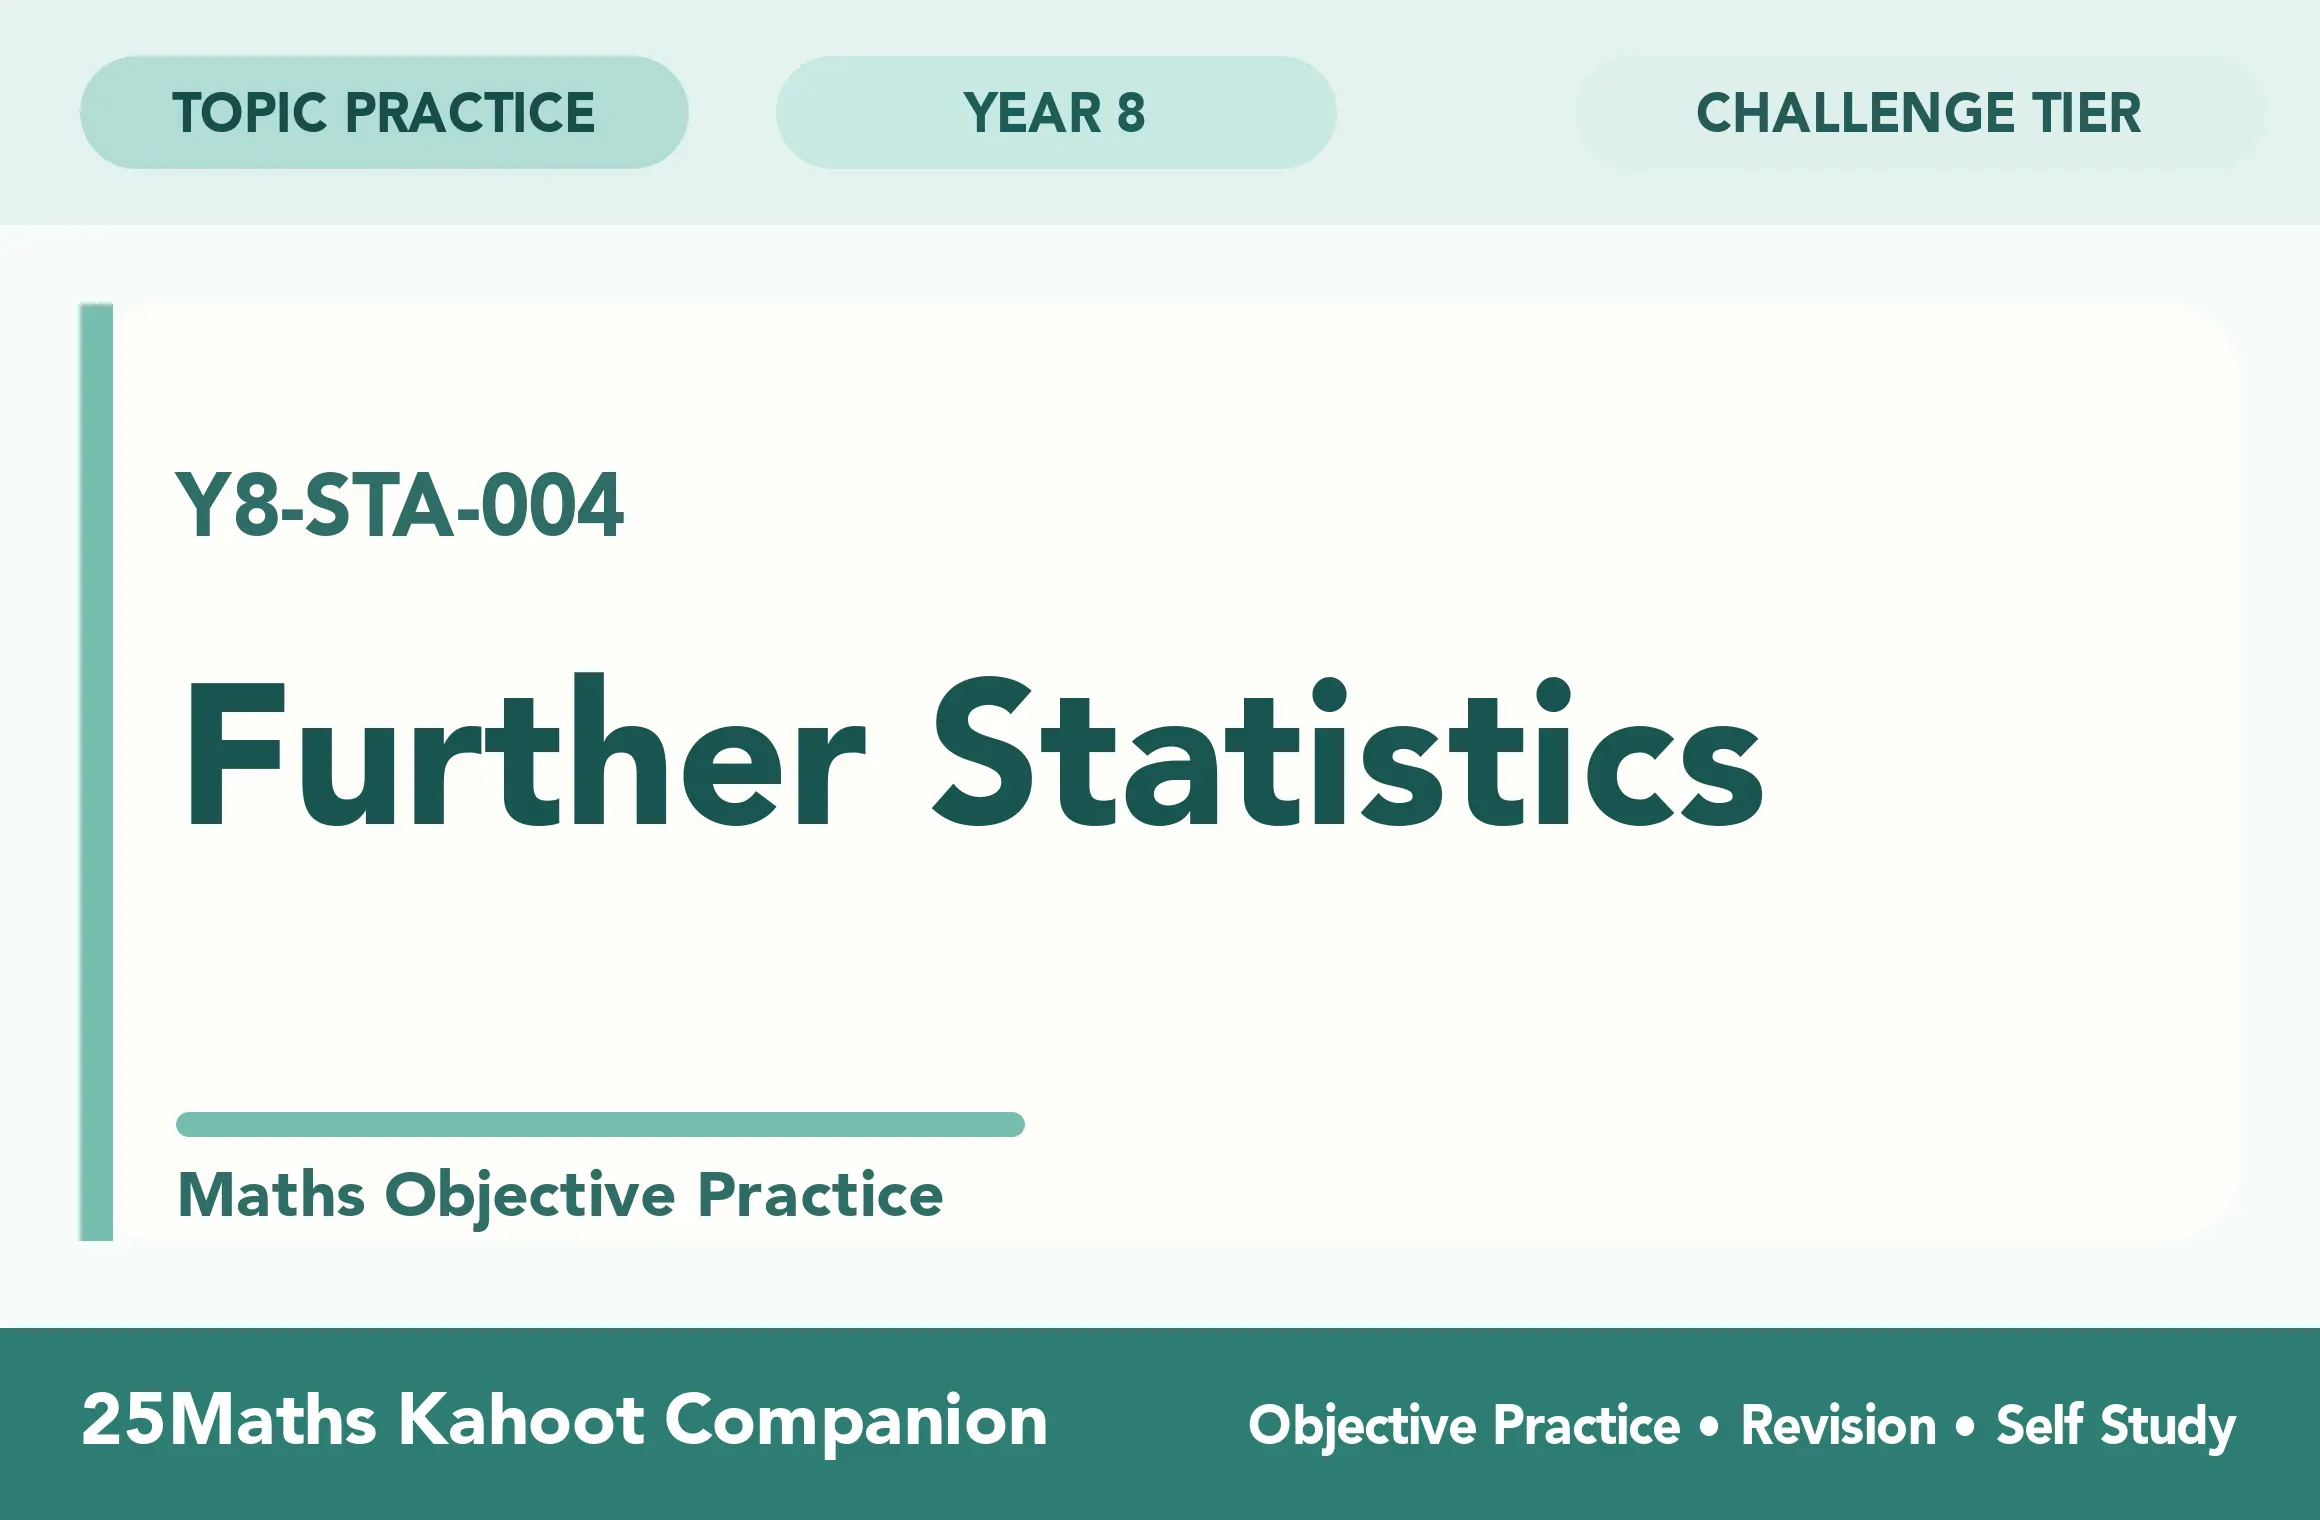 TOPIC PRACTICE
YEAR 8
CHALLENGE TIER
Y8-STA-004
Further Statistics
Maths Objective Practice
25Maths Kahoot Companion
Objective Practice • Revision • Self Study